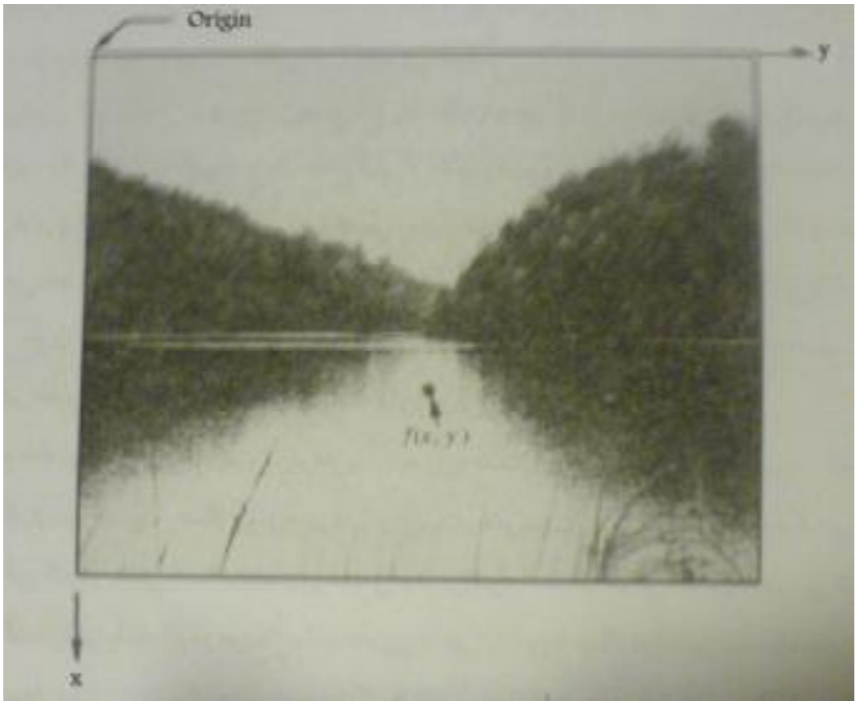 Origin
y
f(x, y)
x